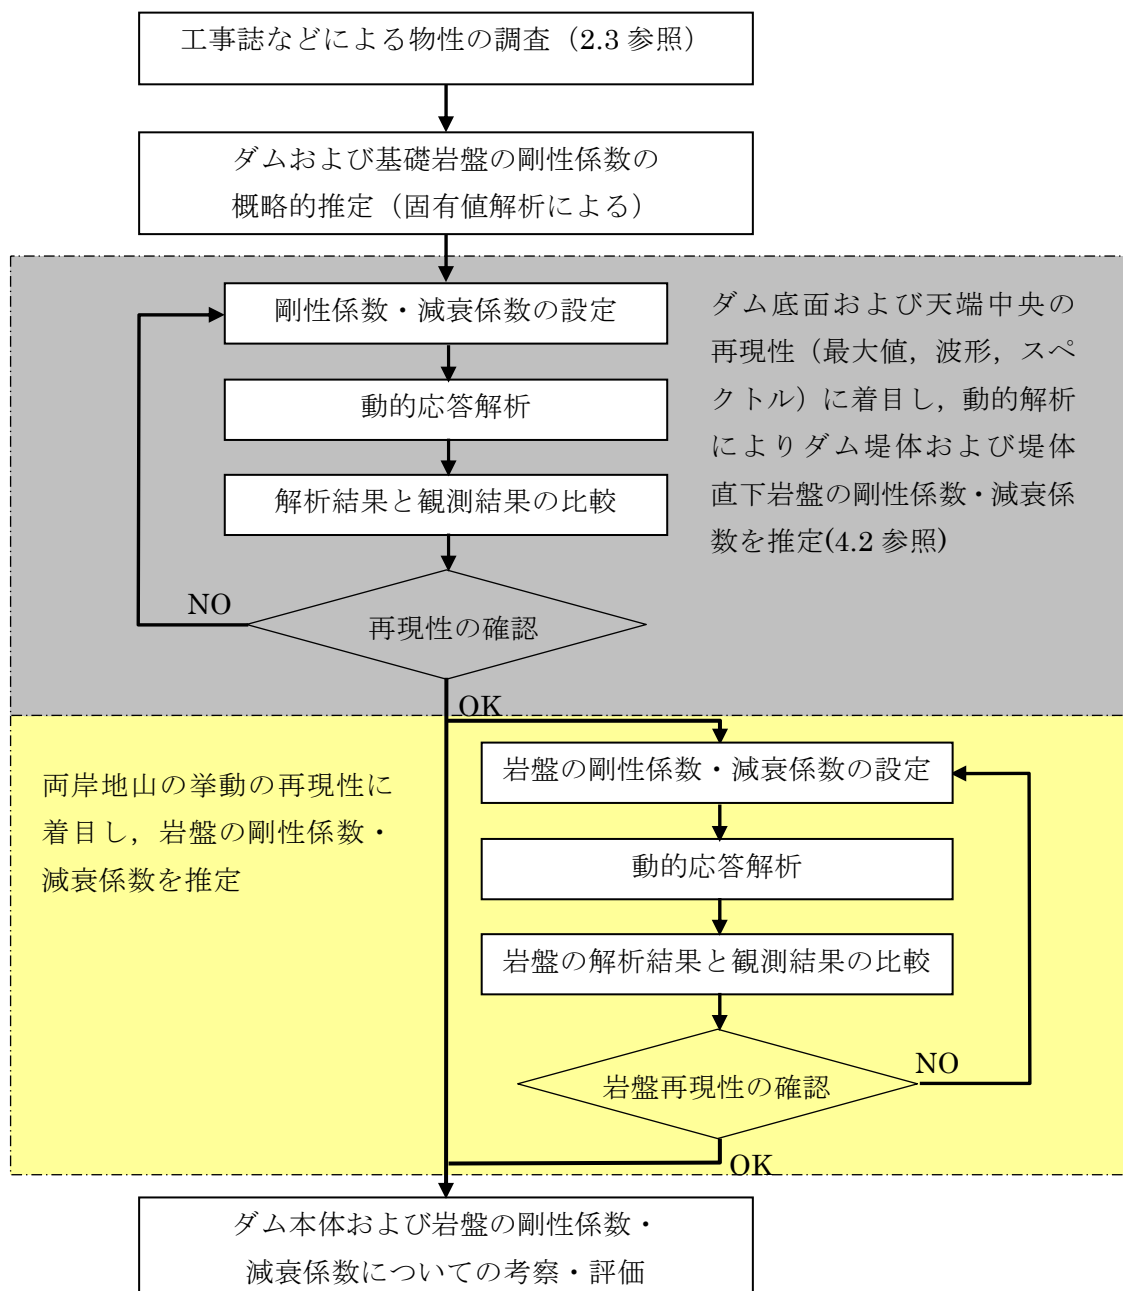 工事誌などによる物性の調査（2.3 参照）
ダムおよび基礎岩盤の剛性係数の
概略的推定（固有値解析による）
剛性係数・減衰係数の設定
動的応答解析
解析結果と観測結果の比較
再現性の確認
NO
OK
ダム底面および天端中央の
再現性（最大値，波形，スペ
クトル）に着目し，動的解析
によりダム堤体および堤体
直下岩盤の剛性係数・減衰係
数を推定(4.2 参照)
両岸地山の挙動の再現性に
着目し，岩盤の剛性係数・
減衰係数を推定
岩盤の剛性係数・減衰係数の設定
動的応答解析
岩盤の解析結果と観測結果の比較
岩盤再現性の確認
NO
OK
ダム本体および岩盤の剛性係数・
減衰係数についての考察・評価